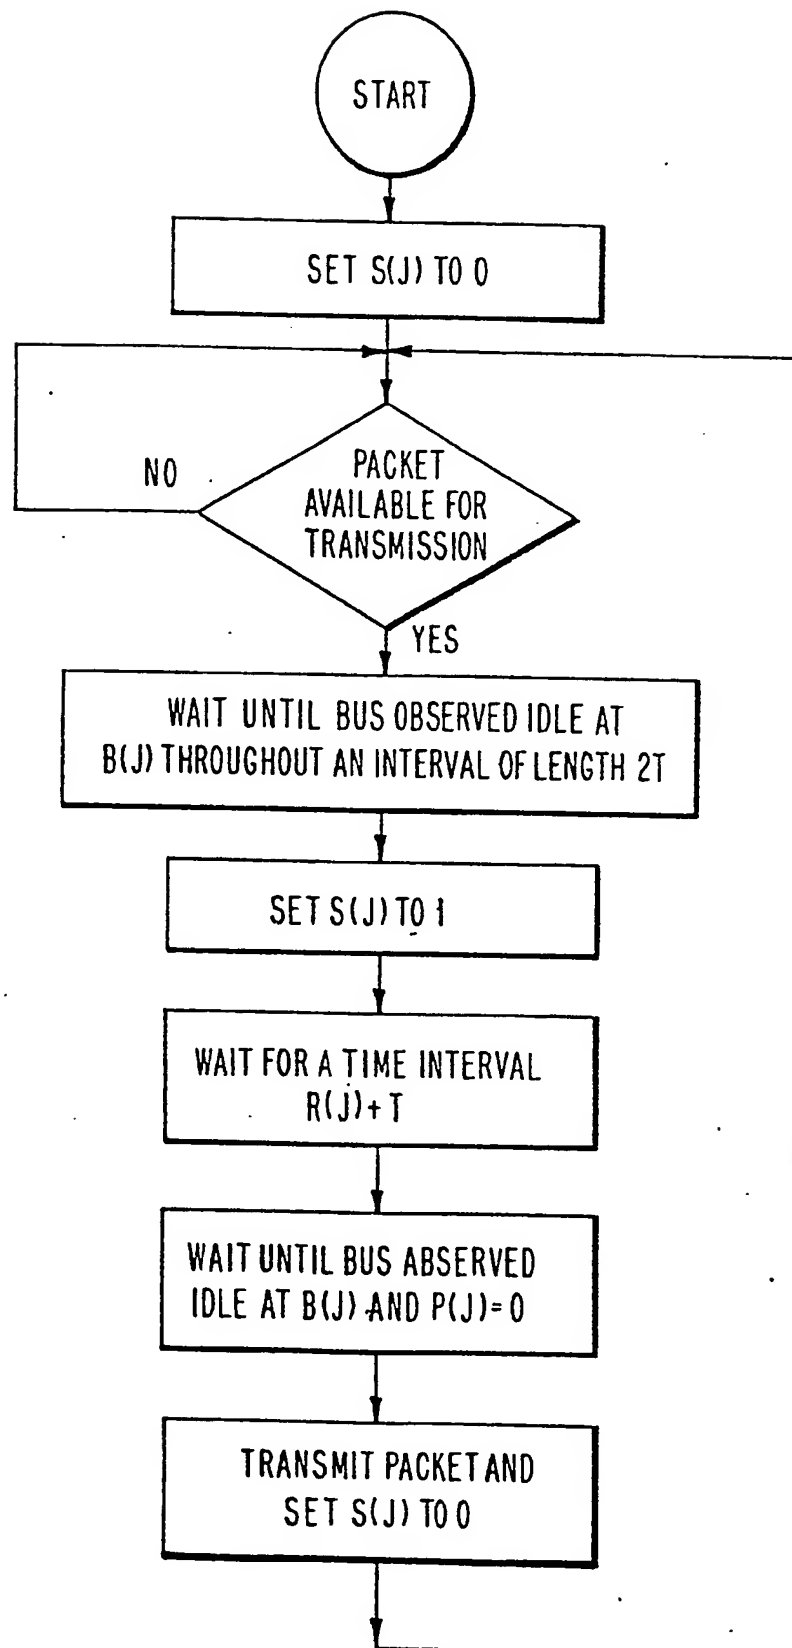 START
SET S(J) TO 0
PACKET
AVAILABLE FOR
TRANSMISSION
NO
YES
WAIT UNTIL BUS OBSERVED IDLE AT
B(J) THROUGHOUT AN INTERVAL OF LENGTH 2T
SET S(J) TO 1
WAIT FOR A TIME INTERVAL
R(J)+T
WAIT UNTIL BUS ABSERVED
IDLE AT B(J) AND P(J)=0
TRANSMIT PACKET AND
SET S(J) TO 0